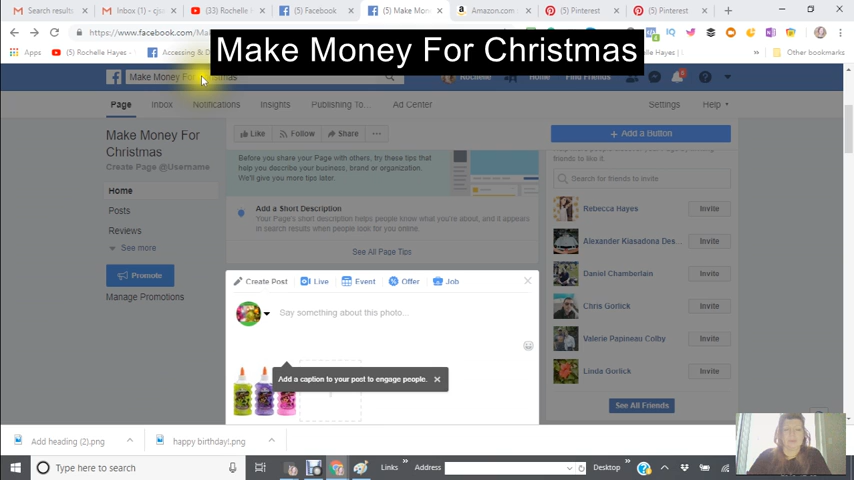 Search results
Inbox (2) - cjsa
(33) Rochelle
(5) Facebook
(5) Make Mone
Amazon.com
(5) Pinterest
(5) Pinterest
https://www.facebook.com/Mak
Apps
(5) Rochelle Hayes
Accessing & D
Other bookmarks
Make Money For Christmas
Make Money For Christmas
Rochelle
Home
Find Friends
Page
Inbox
Notifications
Insights
Publishing To...
Ad Center
Settings
Help
Make Money For
Christmas
Create Page @Username
Home
Posts
Reviews
See more
Promote
Manage Promotions
Like
Follow
Share
+ Add a Button
Before you share your Page with others, try these tips that
help you describe your business, brand or organization.
We'll give you more tips later.
Add a Short Description
Your Page's short description helps people know what you're about, and it appears
in search results when people look for you online.
See All Page Tips
Create Post
Live
Event
Offer
Job
Say something about this photo...
Add a caption to your post to engage people.
friends to like it.
Search for friends to invite
Rebecca Hayes
Invite
Alexander Kiasadona Des...
Invite
Daniel Chamberlain
Invite
Chris Gorlick
Invite
Valerie Papineau Colby
Invite
Linda Gorlick
Invite
See All Friends
Add heading (2).png
happy birthday!.png
Type here to search
Links
Address
Desktop